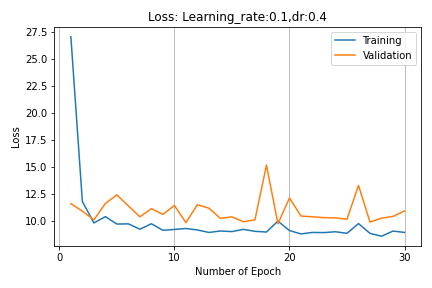 Loss: Learning_rate:0.1,dr:0.4
27.5
25.0
22.5
20.0
17.5
15.0
12.5
10.0
Loss
Training
Validation
0
10
20
30
Number of Epoch